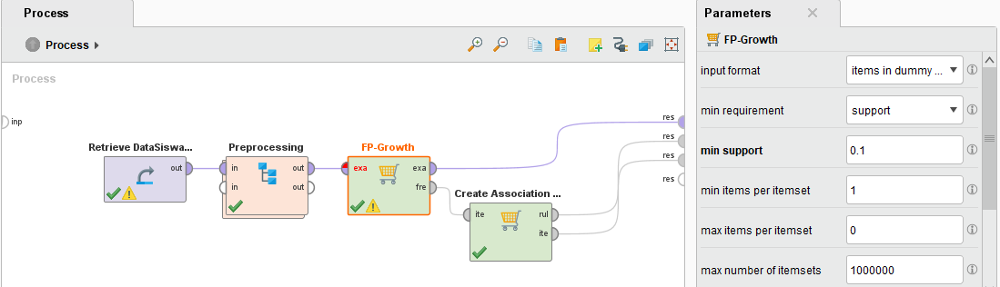 Process
Process
Process
inp
Retrieve DataSiswa...
out
Preprocessing
in
out
in
out
FP-Growth
exa
exa
fre
Create Association ...
ite
rul
ite
res
res
res
res
Parameters
FP-Growth
input format
items in dummy ...
min requirement
support
min support
0.1
min items per itemset
1
max items per itemset
0
max number of itemsets
1000000